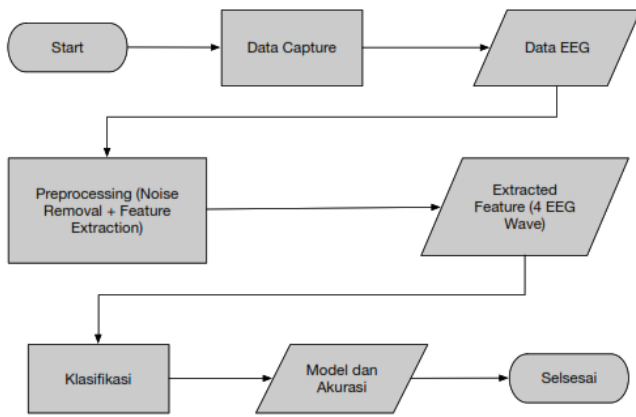 Start
Data Capture
Data EEG
Preprocessing (Noise
Removal + Feature
Extraction)
Extracted
Feature (4 EEG
Wave)
Klasifikasi
Model dan
Akurasi
Selsesai